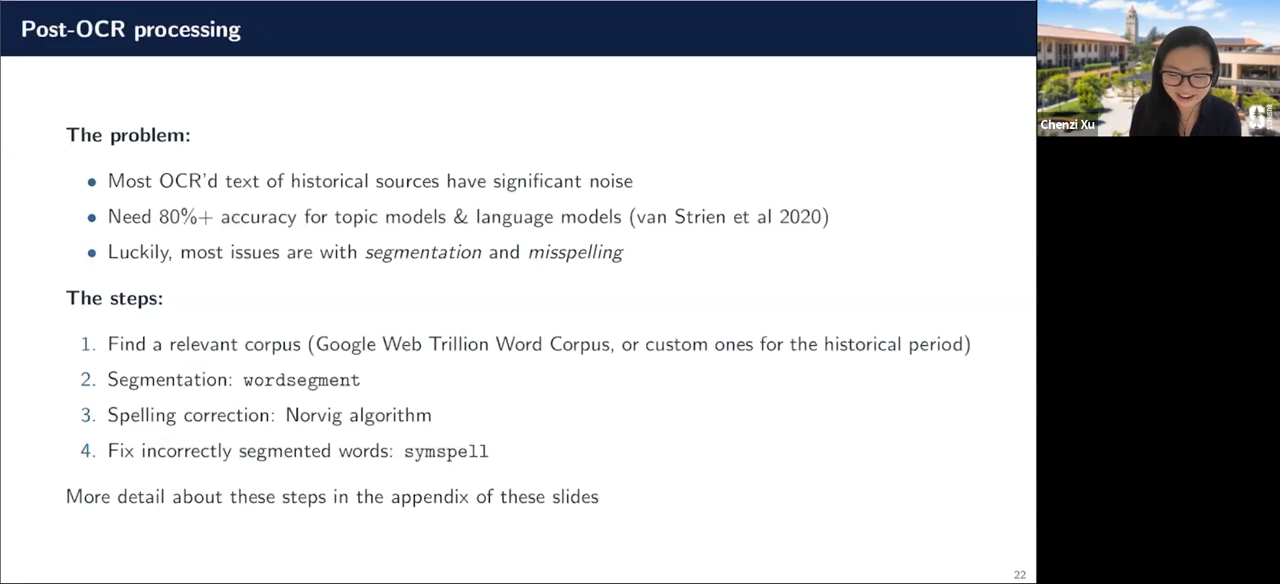 Post-OCR processing
The problem:
• Most OCR'd text of historical sources have significant noise
• Need 80%+ accuracy for topic models & language models (van Strien et al 2020)
• Luckily, most issues are with segmentation and misspelling
The steps:
1. Find a relevant corpus (Google Web Trillion Word Corpus, or custom ones for the historical period)
2. Segmentation: wordsegment
3. Spelling correction: Norvig algorithm
4. Fix incorrectly segmented words: symspell
More detail about these steps in the appendix of these slides
22
Chenzi Xu